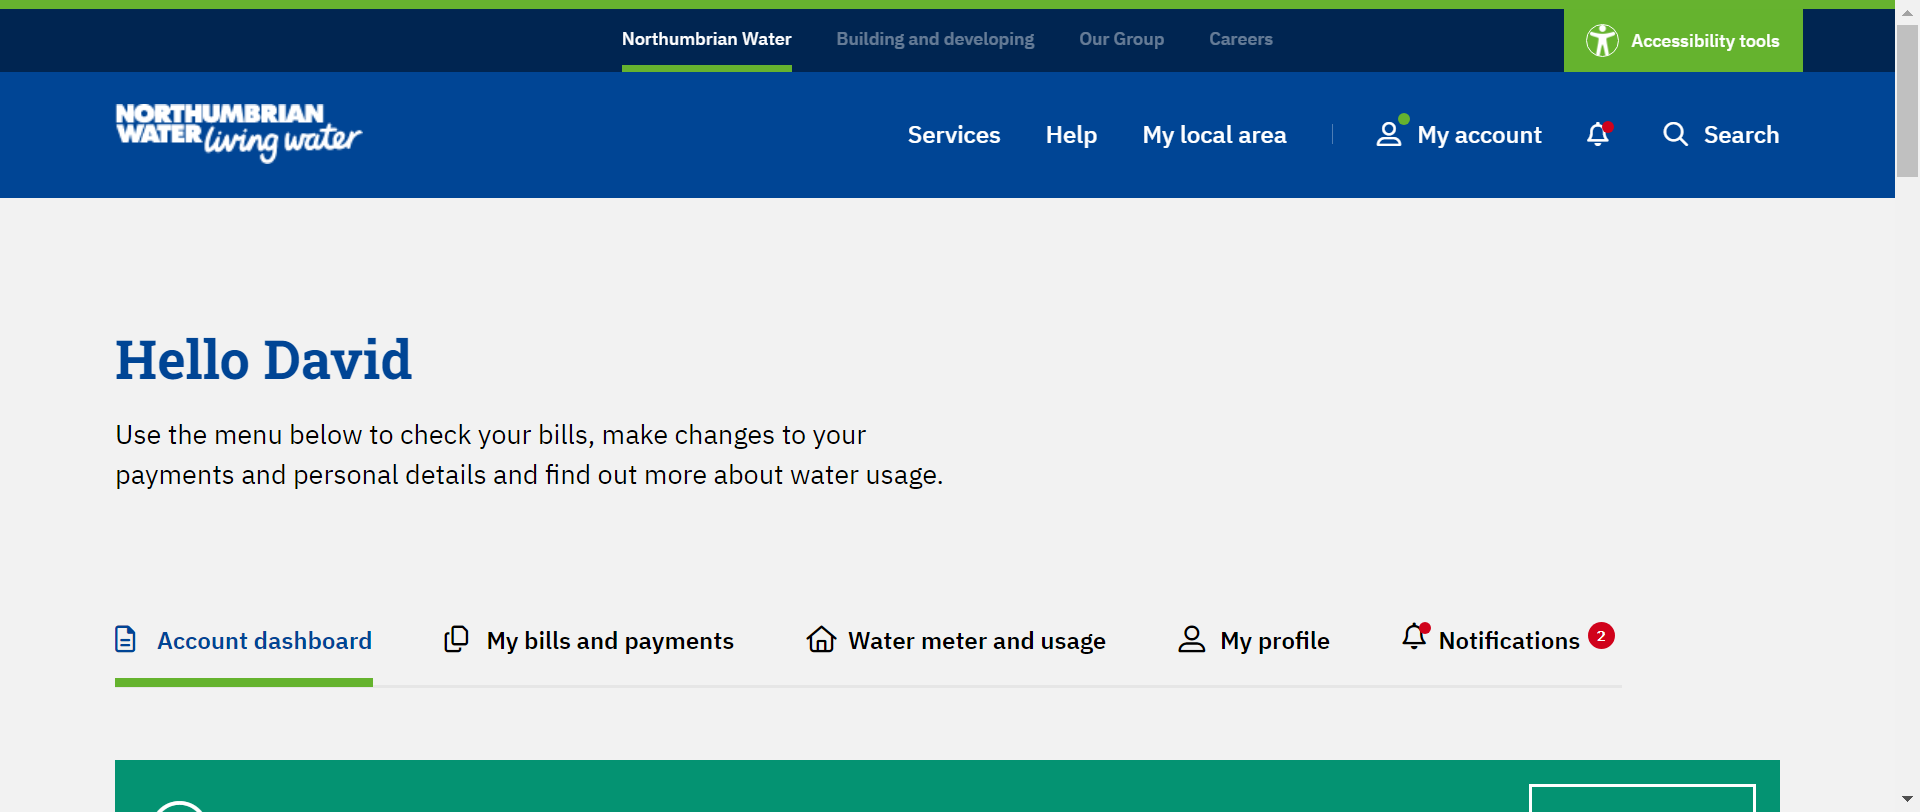 Northumbrian Water
Building and developing
Our Group
Careers
Accessibility tools
NORTHUMBRIAN
WATER living water
Services
Help
My local area
My account
Search
Hello David
Use the menu below to check your bills, make changes to your
payments and personal details and find out more about water usage.
Account dashboard
My bills and payments
Water meter and usage
My profile
Notifications 2